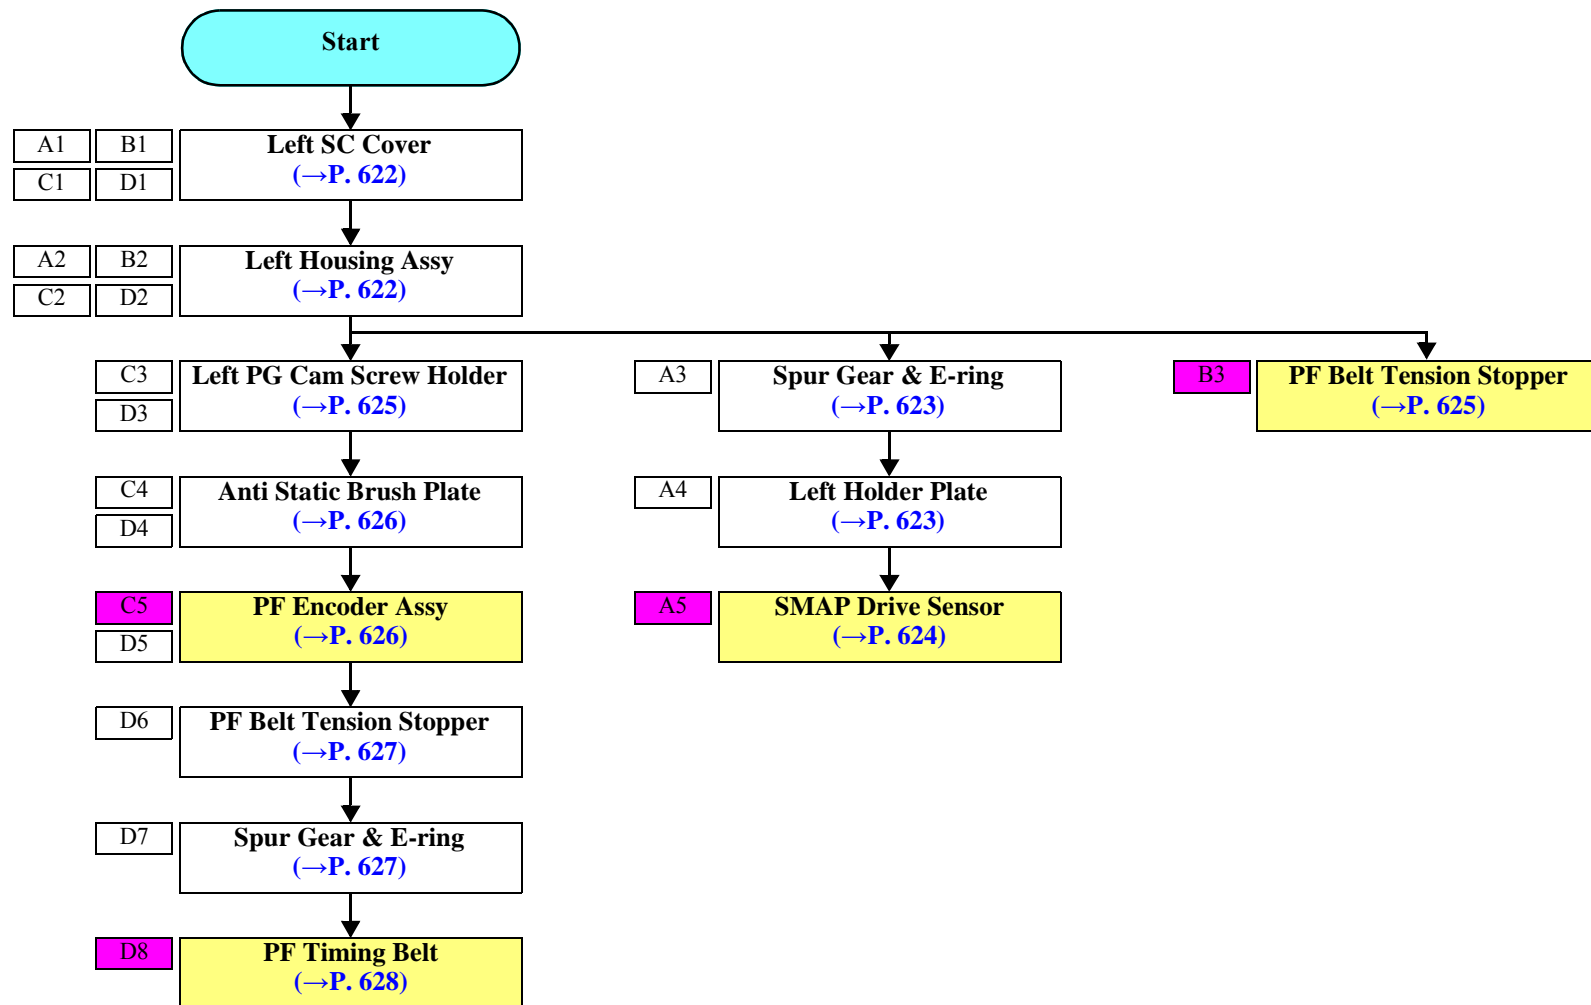 Start
A1 B1
C1 D1
Left SC Cover
(→P. 622)
A2 B2
C2 D2
Left Housing Assy
(→P. 622)
C3
D3
Left PG Cam Screw Holder
(→P. 625)
A3
Spur Gear & E-ring
(→P. 623)
B3
PF Belt Tension Stopper
(→P. 625)
C4
D4
Anti Static Brush Plate
(→P. 626)
A4
Left Holder Plate
(→P. 623)
C5
D5
PF Encoder Assy
(→P. 626)
A5
SMAP Drive Sensor
(→P. 624)
D6
PF Belt Tension Stopper
(→P. 627)
D7
Spur Gear & E-ring
(→P. 627)
D8
PF Timing Belt
(→P. 628)